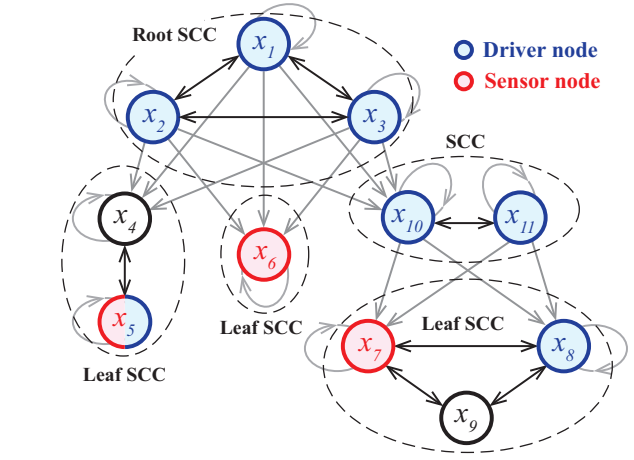 Root SCC
x1
Driver node
Sensor node
x2
x3
SCC
x4
x10
x11
x6
x5
Leaf SCC
Leaf SCC
x7
x8
Leaf SCC
x9